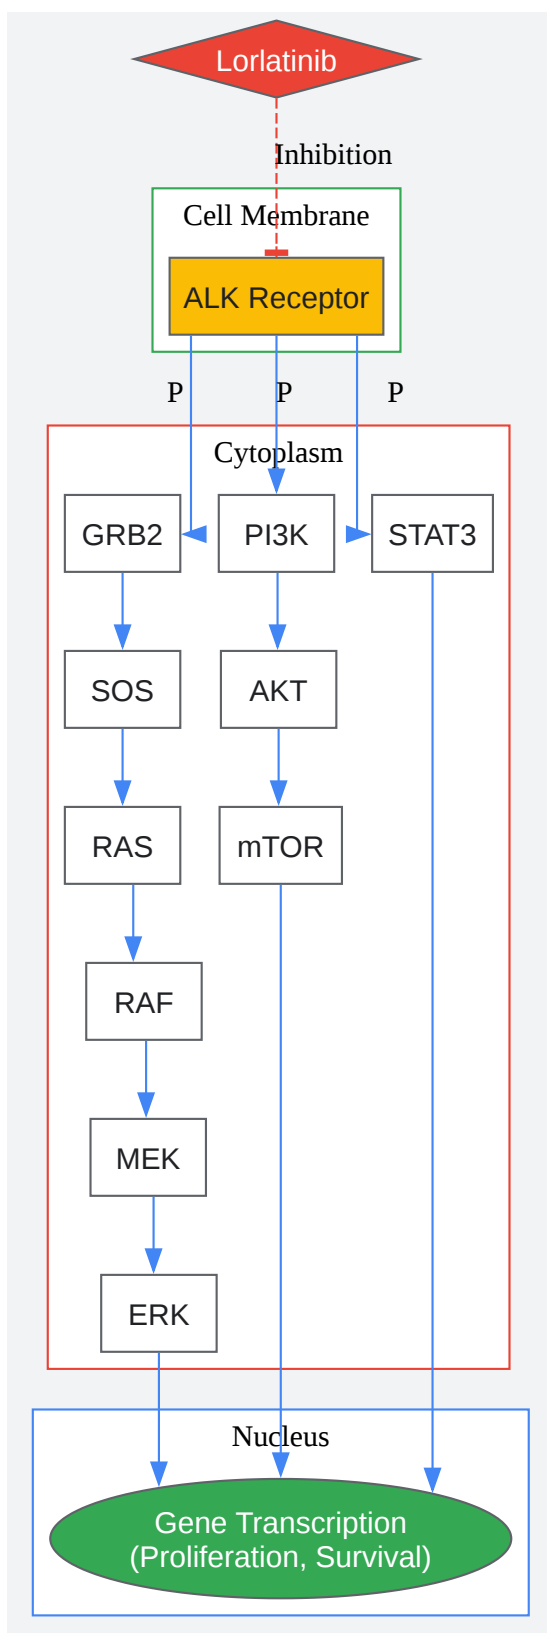 Lorlatinib
Inhibition
Cell Membrane
ALK Receptor
P
P
P
Cytoplasm
GRB2
PI3K
STAT3
SOS
AKT
RAS
mTOR
RAF
MEK
ERK
Nucleus
Gene Transcription
(Proliferation, Survival)